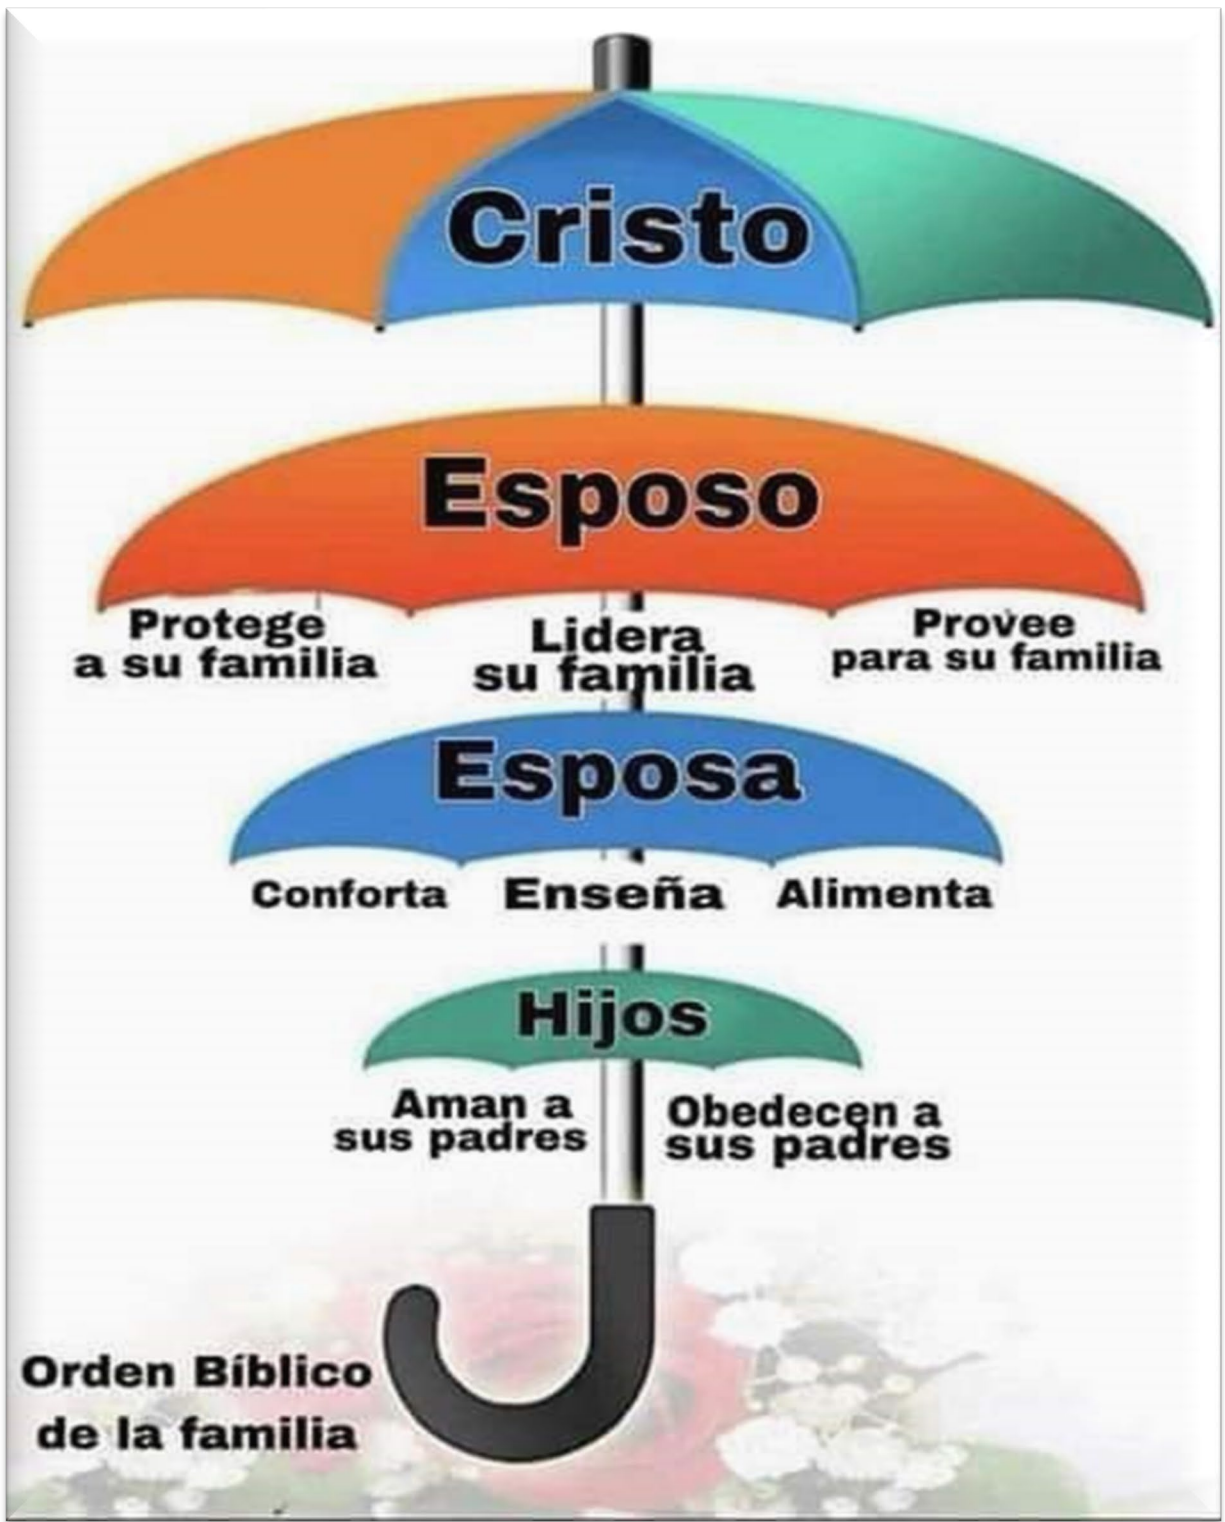 Cristo
Esposo
Protege
a su familia
Lidera
su familia
Provee
para su familia
Esposa
Conforta
Enseña
Alimenta
Hijos
Aman a
sus padres
Obedecen a
sus padres
Orden Bíblico
de la familia